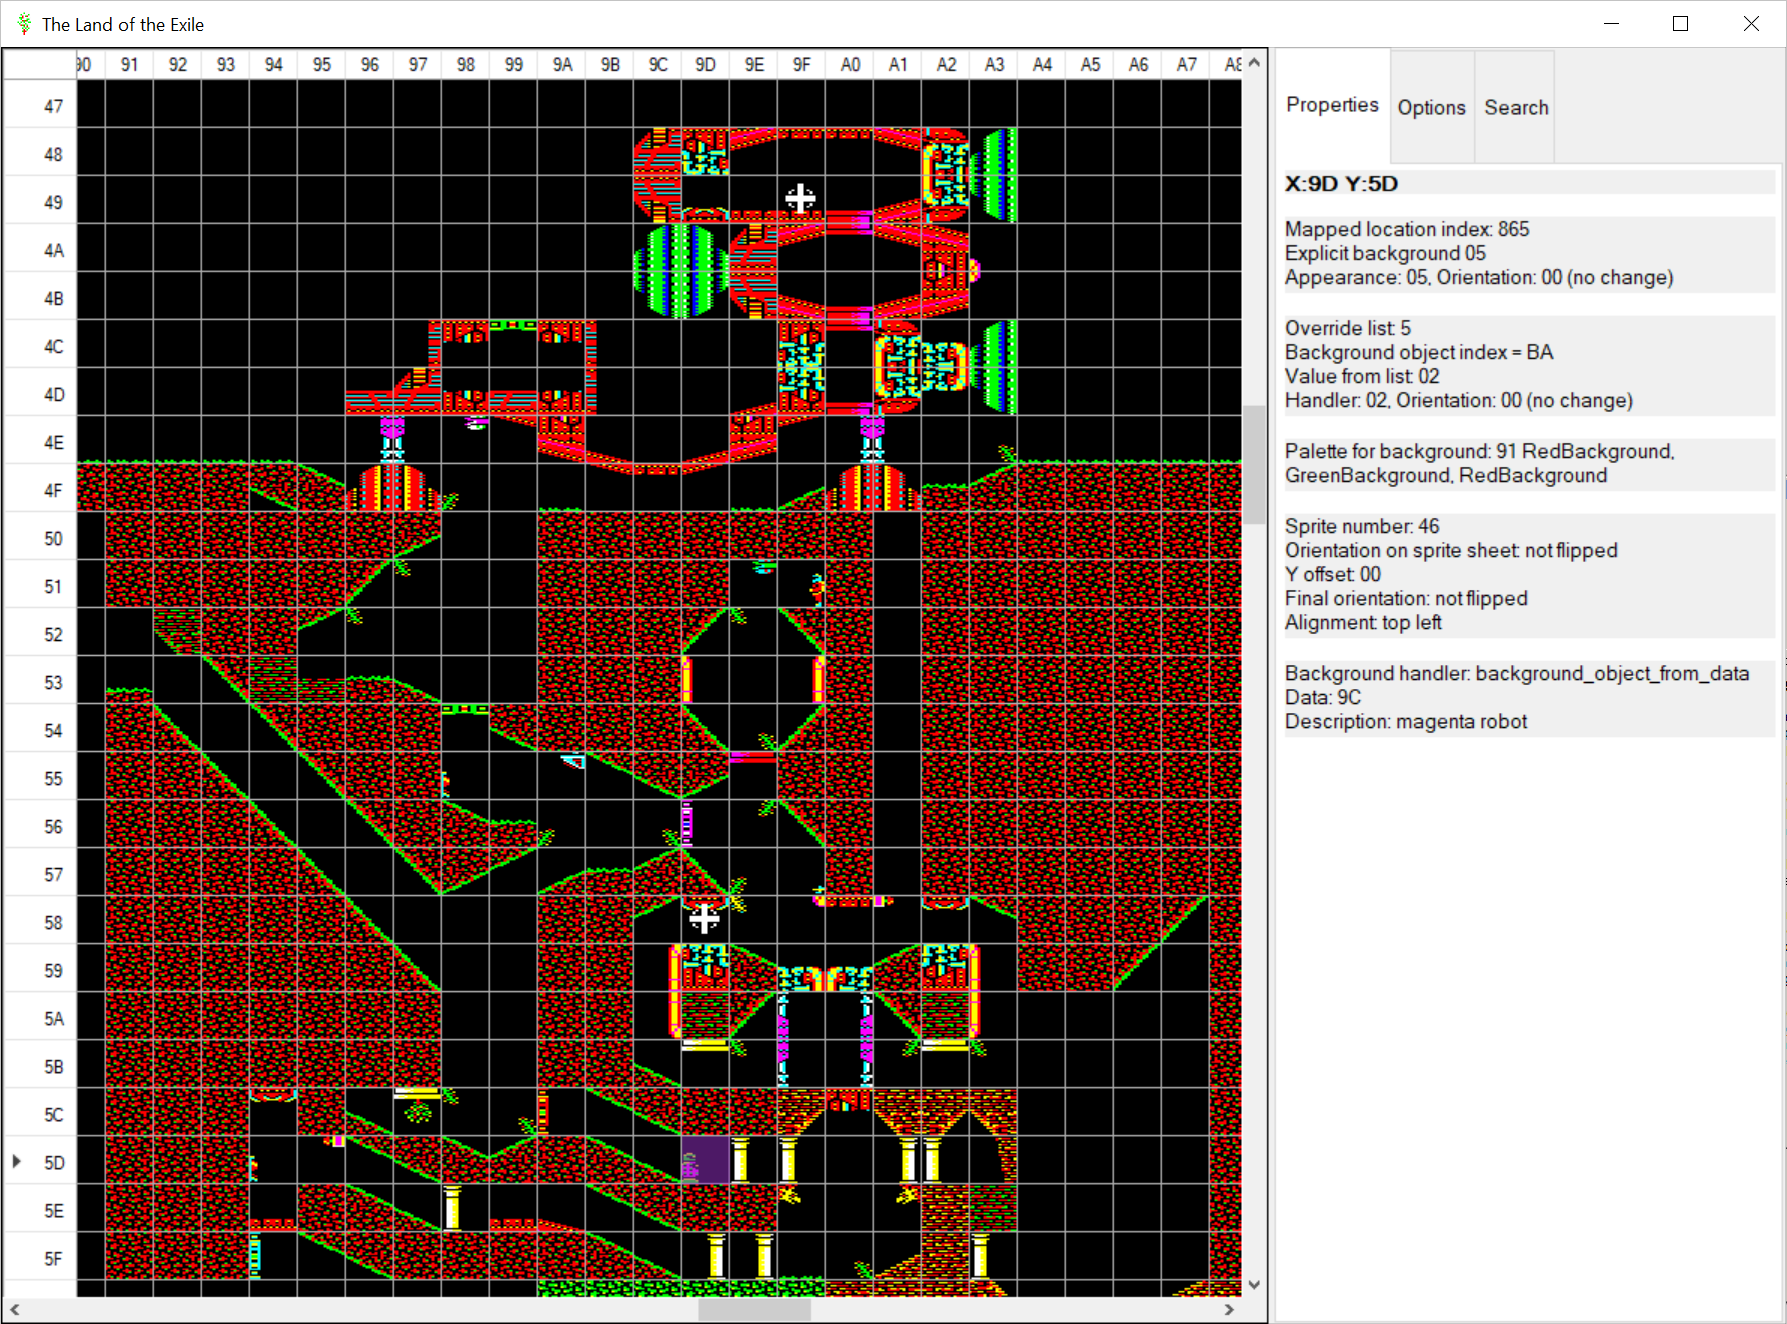 The Land of the Exile
90 91 92 93 94 95 96 97 98 99 9A 9B 9C 9D 9E 9F A0 A1 A2 A3 A4 A5 A6 A7 A8
47
48
49
4A
4B
4C
4D
4E
4F
50
51
52
53
54
55
56
57
58
59
5A
5B
5C
5D
5E
5F
Properties Options Search
X:9D Y:5D
Mapped location index: 865
Explicit background 05
Appearance: 05, Orientation: 00 (no change)
Override list: 5
Background object index = BA
Value from list: 02
Handler: 02, Orientation: 00 (no change)
Palette for background: 91 RedBackground,
GreenBackground, RedBackground
Sprite number: 46
Orientation on sprite sheet: not flipped
Y offset: 00
Final orientation: not flipped
Alignment: top left
Background handler: background_object_from_data
Data: 9C
Description: magenta robot